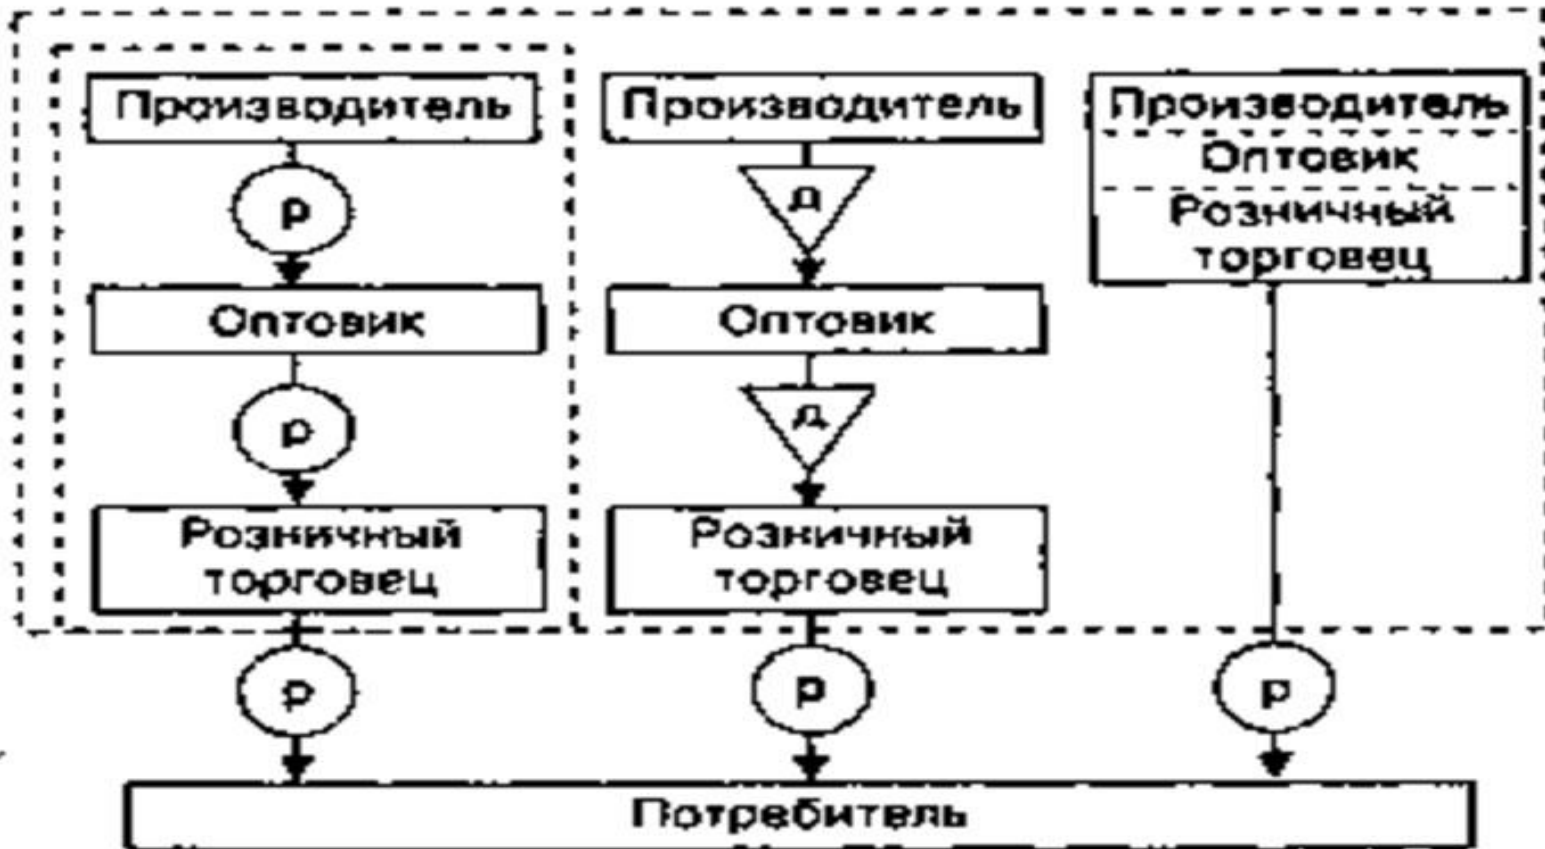 Производитель
р
Оптовик
р
Розничный
торговец
р
Производитель
д
Оптовик
д
Розничный
торговец
р
Производитель
Оптовик
Розничный
торговец
р
Потребитель